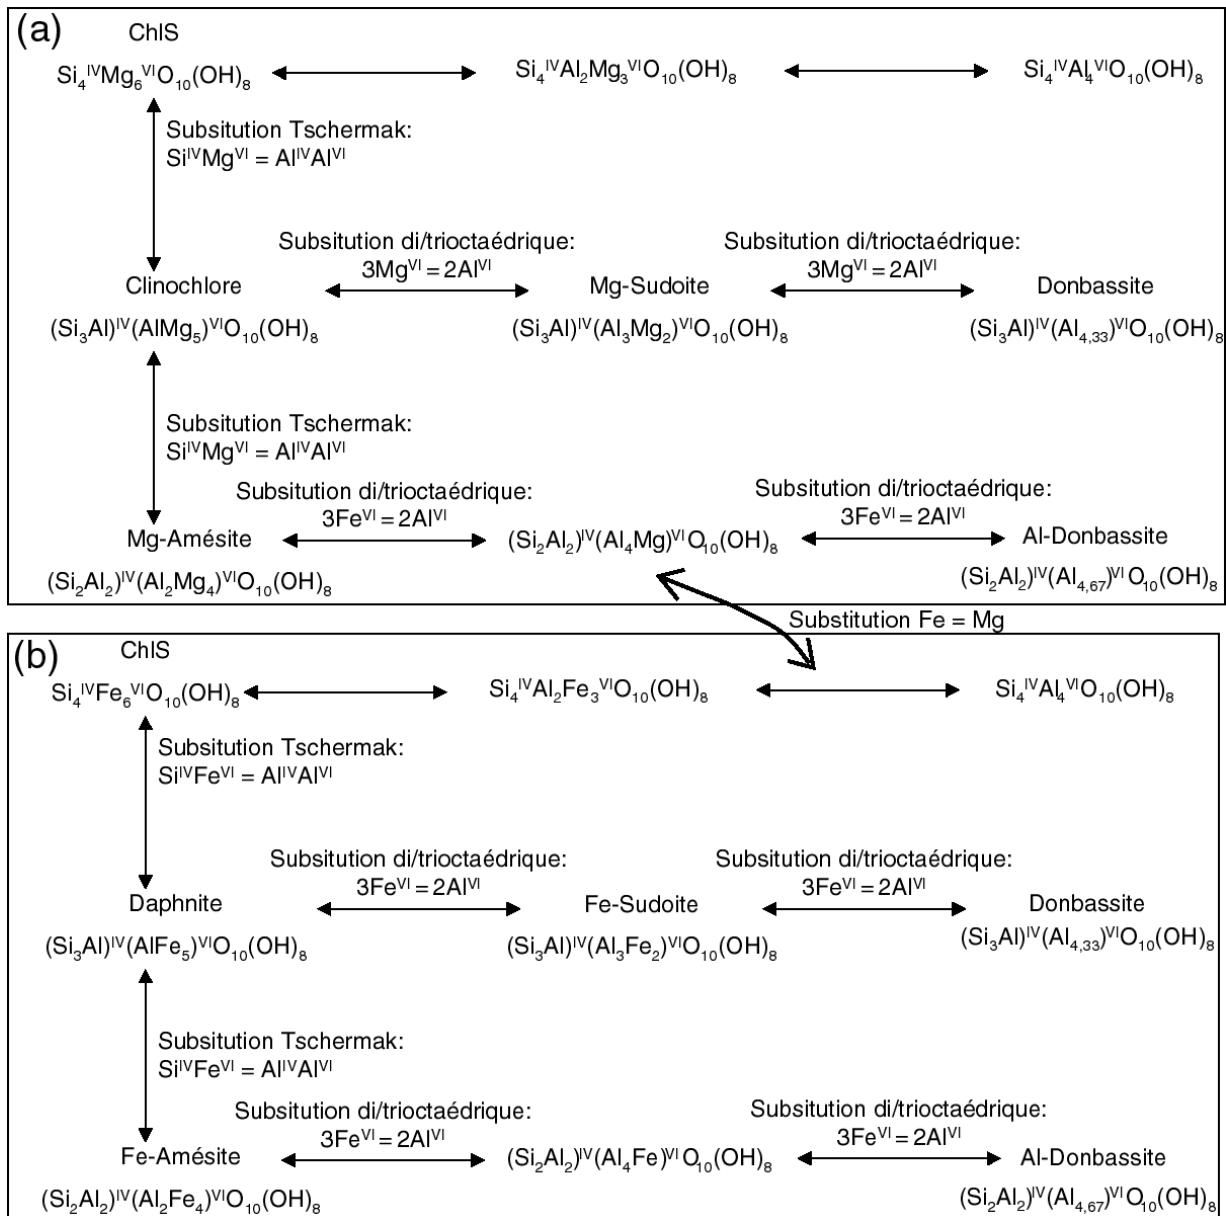 (a)
ChlS
Si₄ᴵⱽMg₆ⱽᴵO₁₀(OH)₈
Si₄ᴵⱽAl₂Mg₃ⱽᴵO₁₀(OH)₈
Si₄ᴵⱽAl₄ⱽᴵO₁₀(OH)₈
Subsitution Tschermak:
SiᴵⱽMgⱽᴵ = AlᴵⱽAlⱽᴵ
Subsitution di/trioctaédrique:
3Mgⱽᴵ = 2Alⱽᴵ
Subsitution di/trioctaédrique:
3Mgⱽᴵ = 2Alⱽᴵ
Clinochlore
Mg-Sudoite
Donbassite
(Si₃Al)ᴵⱽ(AlMg₅)ⱽᴵO₁₀(OH)₈
(Si₃Al)ᴵⱽ(Al₃Mg₂)ⱽᴵO₁₀(OH)₈
(Si₃Al)ᴵⱽ(Al₄,₃₃)ⱽᴵO₁₀(OH)₈
Subsitution Tschermak:
SiᴵⱽMgⱽᴵ = AlᴵⱽAlⱽᴵ
Subsitution di/trioctaédrique:
3Feⱽᴵ = 2Alⱽᴵ
Subsitution di/trioctaédrique:
3Feⱽᴵ = 2Alⱽᴵ
Mg-Amésite
(Si₂Al₂)ᴵⱽ(Al₄Mg)ⱽᴵO₁₀(OH)₈
Al-Donbassite
(Si₂Al₂)ᴵⱽ(Al₂Mg₄)ⱽᴵO₁₀(OH)₈
(Si₂Al₂)ᴵⱽ(Al₄,₆₇)ⱽᴵO₁₀(OH)₈
Substitution Fe = Mg
(b)
ChlS
Si₄ᴵⱽFe₆ⱽᴵO₁₀(OH)₈
Si₄ᴵⱽAl₂Fe₃ⱽᴵO₁₀(OH)₈
Si₄ᴵⱽAl₄ⱽᴵO₁₀(OH)₈
Subsitution Tschermak:
SiᴵⱽFeⱽᴵ = AlᴵⱽAlⱽᴵ
Subsitution di/trioctaédrique:
3Feⱽᴵ = 2Alⱽᴵ
Subsitution di/trioctaédrique:
3Feⱽᴵ = 2Alⱽᴵ
Daphnite
Fe-Sudoite
Donbassite
(Si₃Al)ᴵⱽ(AlFe₅)ⱽᴵO₁₀(OH)₈
(Si₃Al)ᴵⱽ(Al₃Fe₂)ⱽᴵO₁₀(OH)₈
(Si₃Al)ᴵⱽ(Al₄,₃₃)ⱽᴵO₁₀(OH)₈
Subsitution Tschermak:
SiᴵⱽFeⱽᴵ = AlᴵⱽAlⱽᴵ
Subsitution di/trioctaédrique:
3Feⱽᴵ = 2Alⱽᴵ
Subsitution di/trioctaédrique:
3Feⱽᴵ = 2Alⱽᴵ
Fe-Amésite
(Si₂Al₂)ᴵⱽ(Al₄Fe)ⱽᴵO₁₀(OH)₈
Al-Donbassite
(Si₂Al₂)ᴵⱽ(Al₂Fe₄)ⱽᴵO₁₀(OH)₈
(Si₂Al₂)ᴵⱽ(Al₄,₆₇)ⱽᴵO₁₀(OH)₈